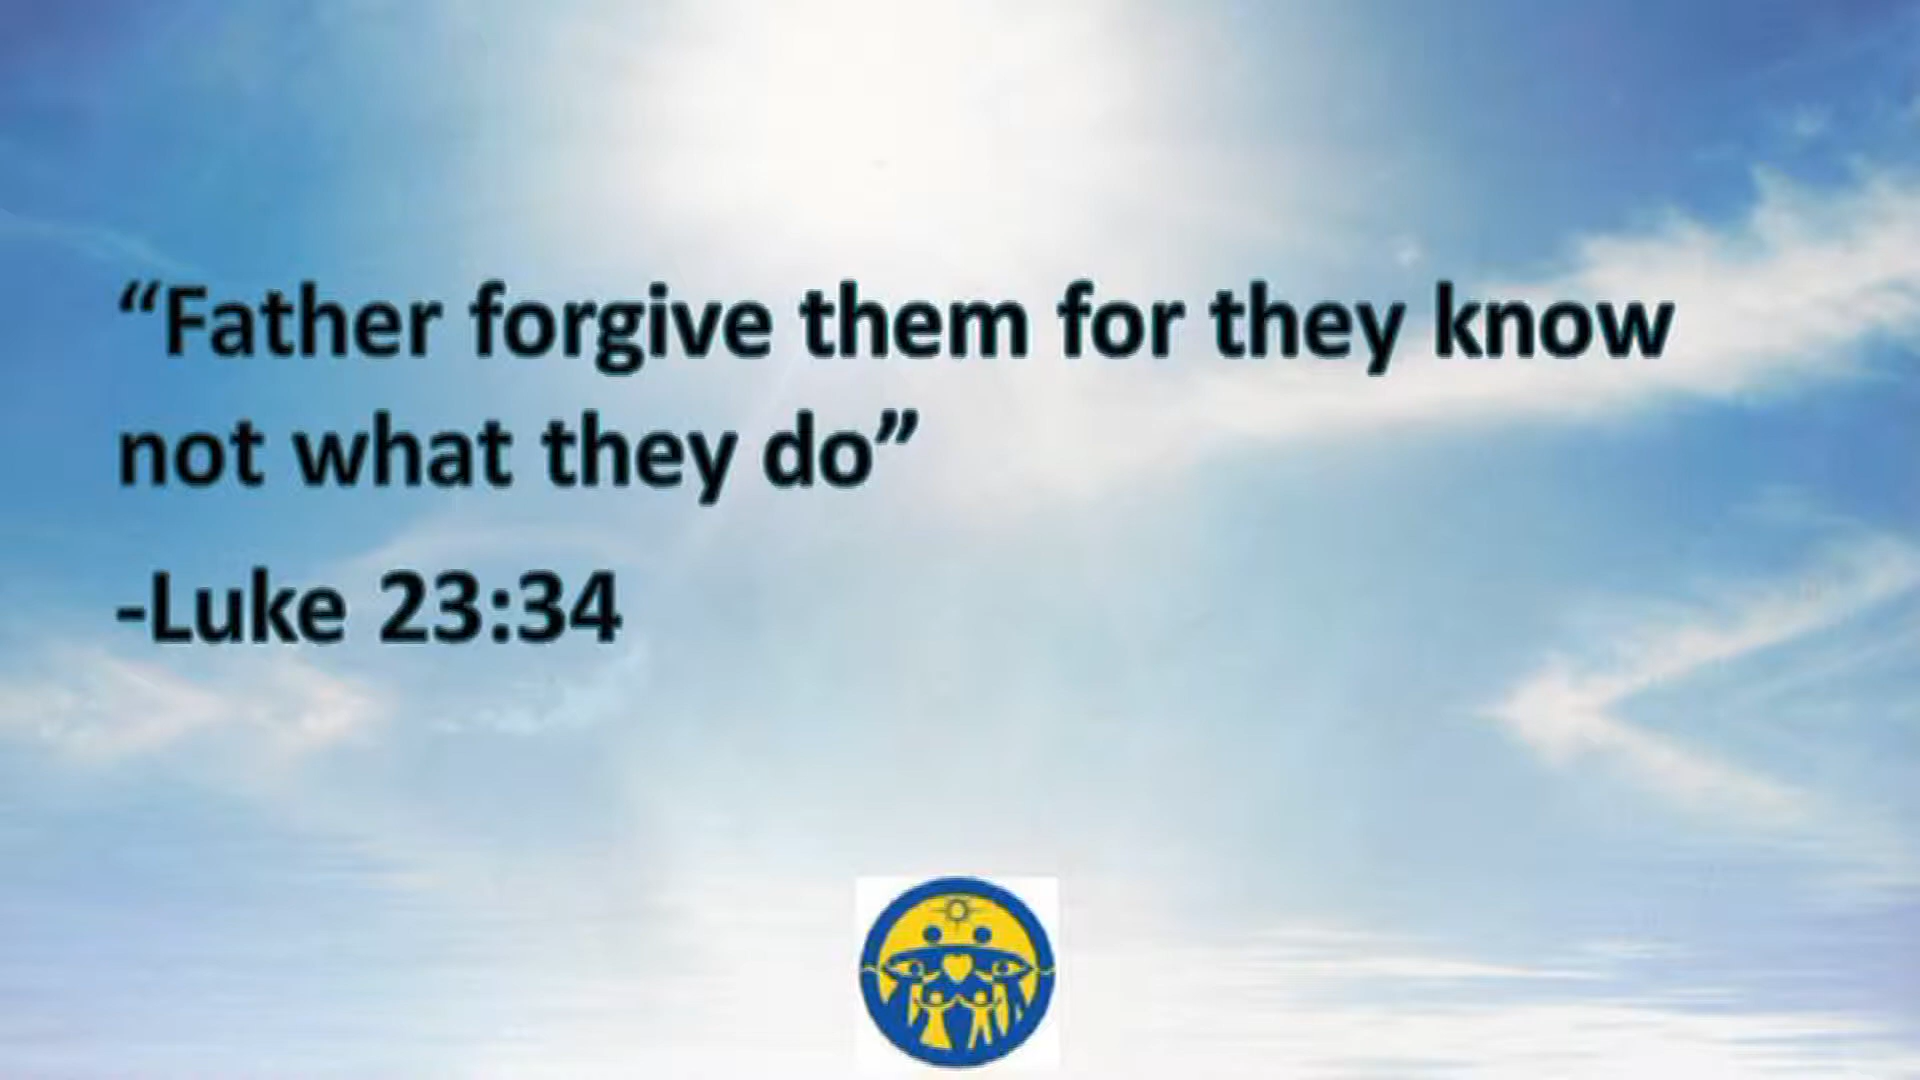 “Father forgive them for they know
not what they do”
-Luke 23:34